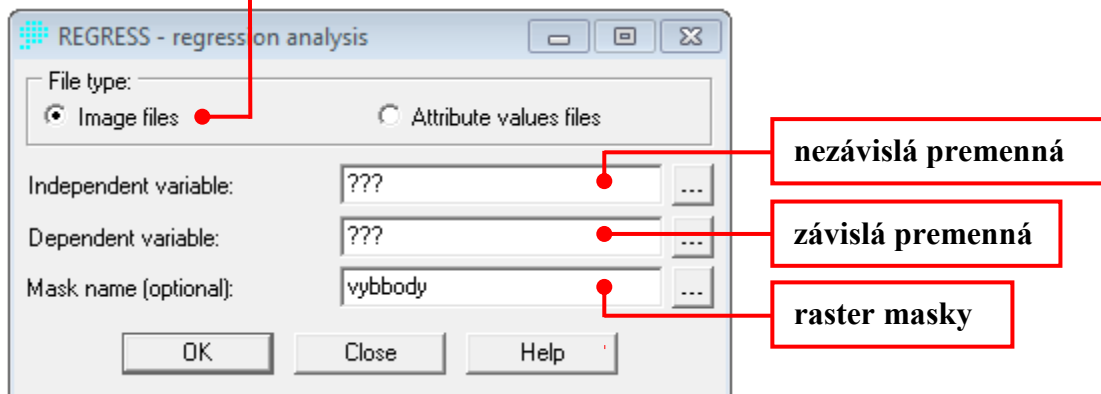 REGRESS - regression analysis
File type:
Image files
Attribute values files
Independent variable:
???
...
nezávislá premenná
Dependent variable:
???
...
závislá premenná
Mask name (optional):
vybbody
...
raster masky
OK
Close
Help